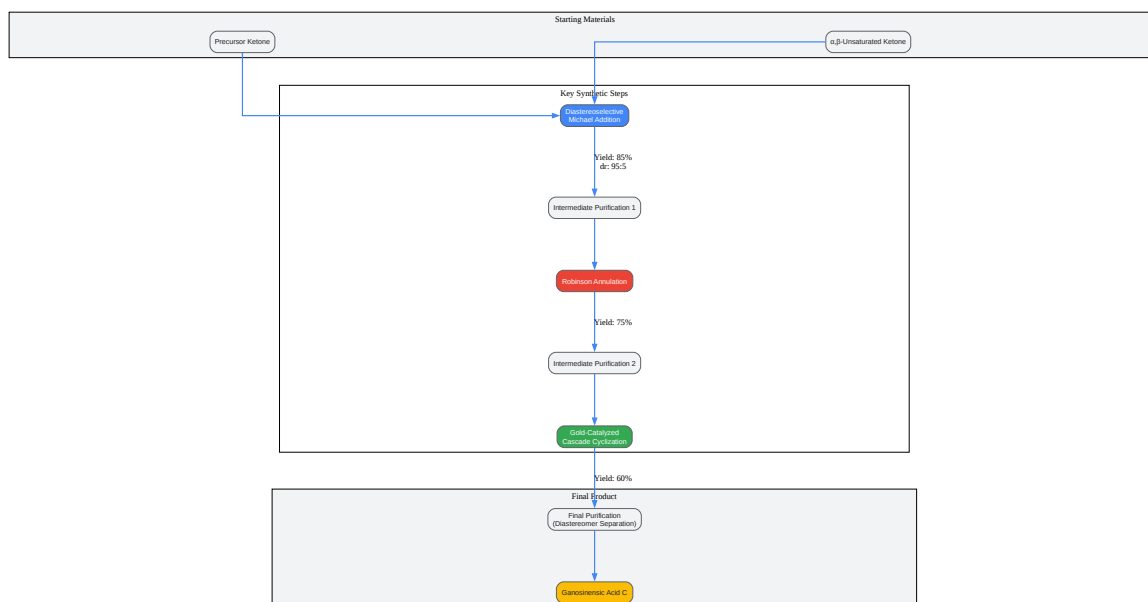 Starting Materials
Precursor Ketone
α,β-Unsaturated Ketone
Key Synthetic Steps
Diastereoselective
Michael Addition
Yield: 85%
dr: 95:5
Intermediate Purification 1
Robinson Annulation
Yield: 75%
Intermediate Purification 2
Gold-Catalyzed
Cascade Cyclization
Yield: 60%
Final Product
Final Purification
(Diastereomer Separation)
Ganosinensic Acid C